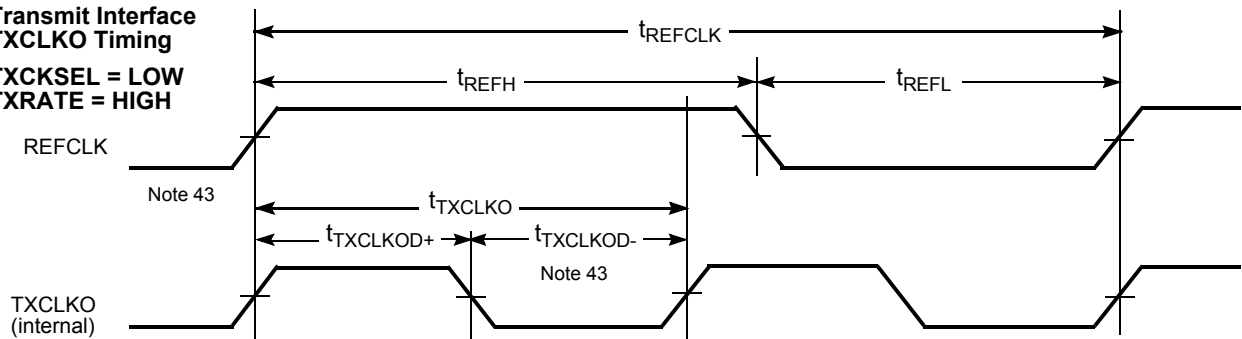 Transmit Interface
TXCLKO Timing
TXCKSEL = LOW
TXRATE = HIGH
tREFCLK
tREFH
tREFL
REFCLK
Note 43
tTXCLKO
tTXCLKOD+
tTXCLKOD-
Note 43
TXCLKO
(internal)